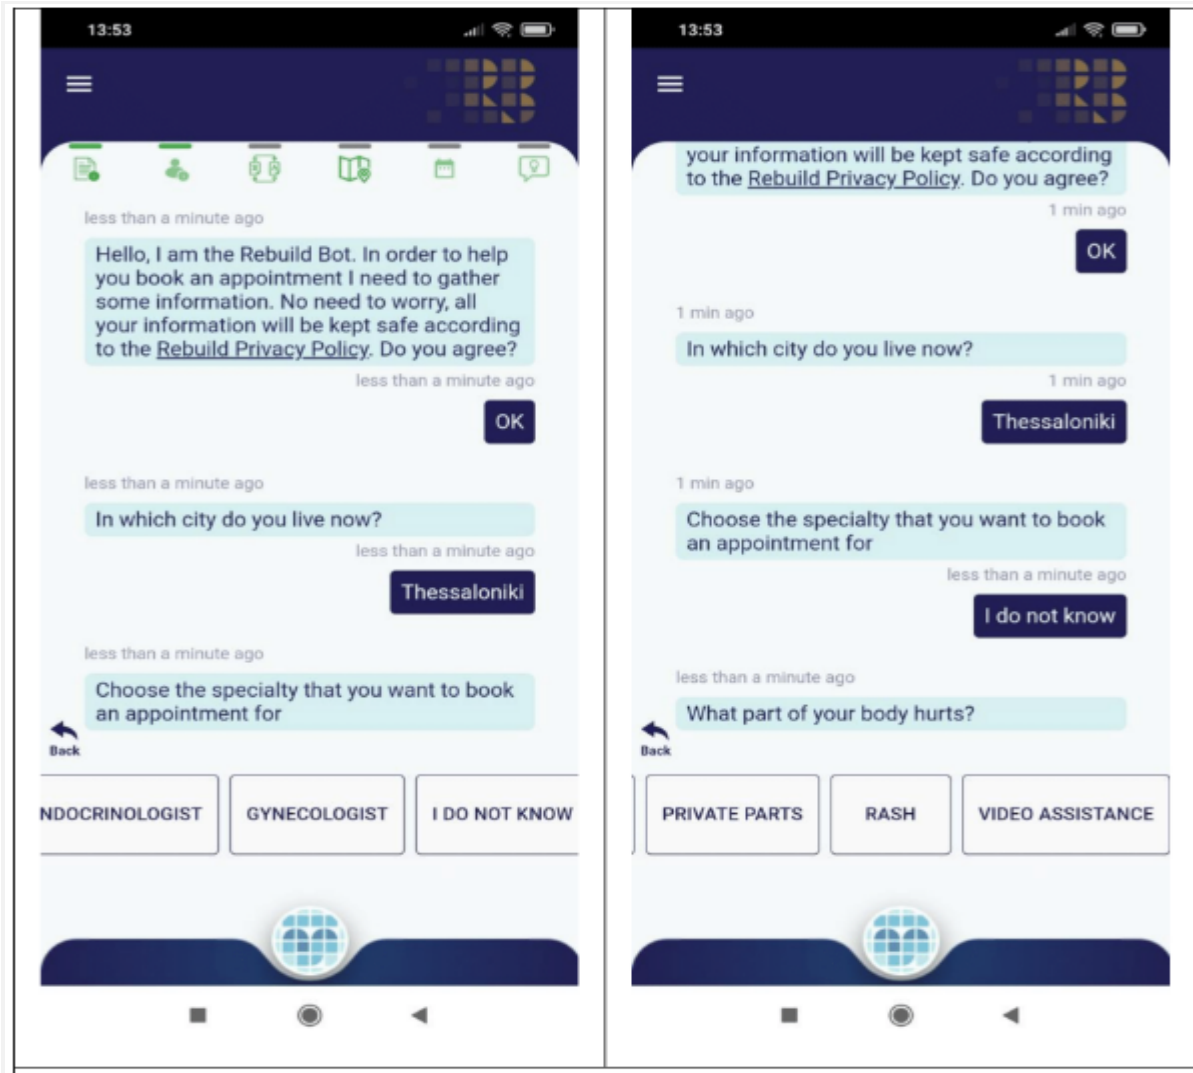 13:53
less than a minute ago
Hello, I am the Rebuild Bot. In order to help
you book an appointment I need to gather
some information. No need to worry, all
your information will be kept safe according
to the Rebuild Privacy Policy. Do you agree?
less than a minute ago
OK
less than a minute ago
In which city do you live now?
less than a minute ago
Thessaloniki
less than a minute ago
Choose the specialty that you want to book
an appointment for
Back
NDOCRINOLOGIST
GYNECOLOGIST
I DO NOT KNOW
13:53
your information will be kept safe according
to the Rebuild Privacy Policy. Do you agree?
1 min ago
OK
1 min ago
In which city do you live now?
1 min ago
Thessaloniki
1 min ago
Choose the specialty that you want to book
an appointment for
less than a minute ago
I do not know
less than a minute ago
What part of your body hurts?
Back
PRIVATE PARTS
RASH
VIDEO ASSISTANCE